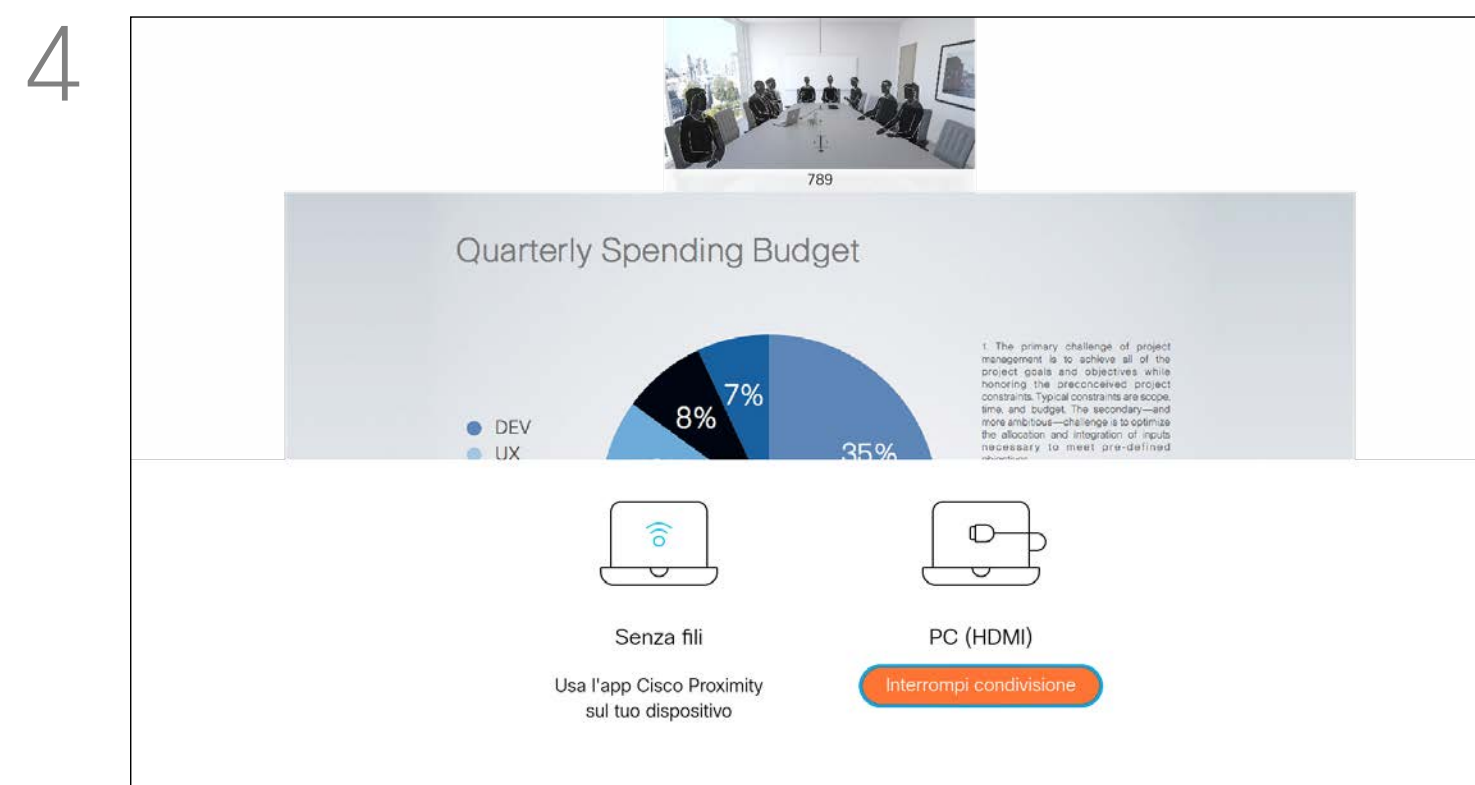 4
789
Quarterly Spending Budget
1. The primary challenge of project
management is to achieve all of the
project goals and objectives while
honoring the preconceived project
constraints. Typical constraints are scope,
time, and budget. The secondary—and
more ambitious—challenge is to optimize
the allocation and integration of inputs
necessary to meet pre-defined
7%
8%
35%
DEV
UX
Senza fili
Usa l'app Cisco Proximity
sul tuo dispositivo
PC (HDMI)
Interrompi condivisione